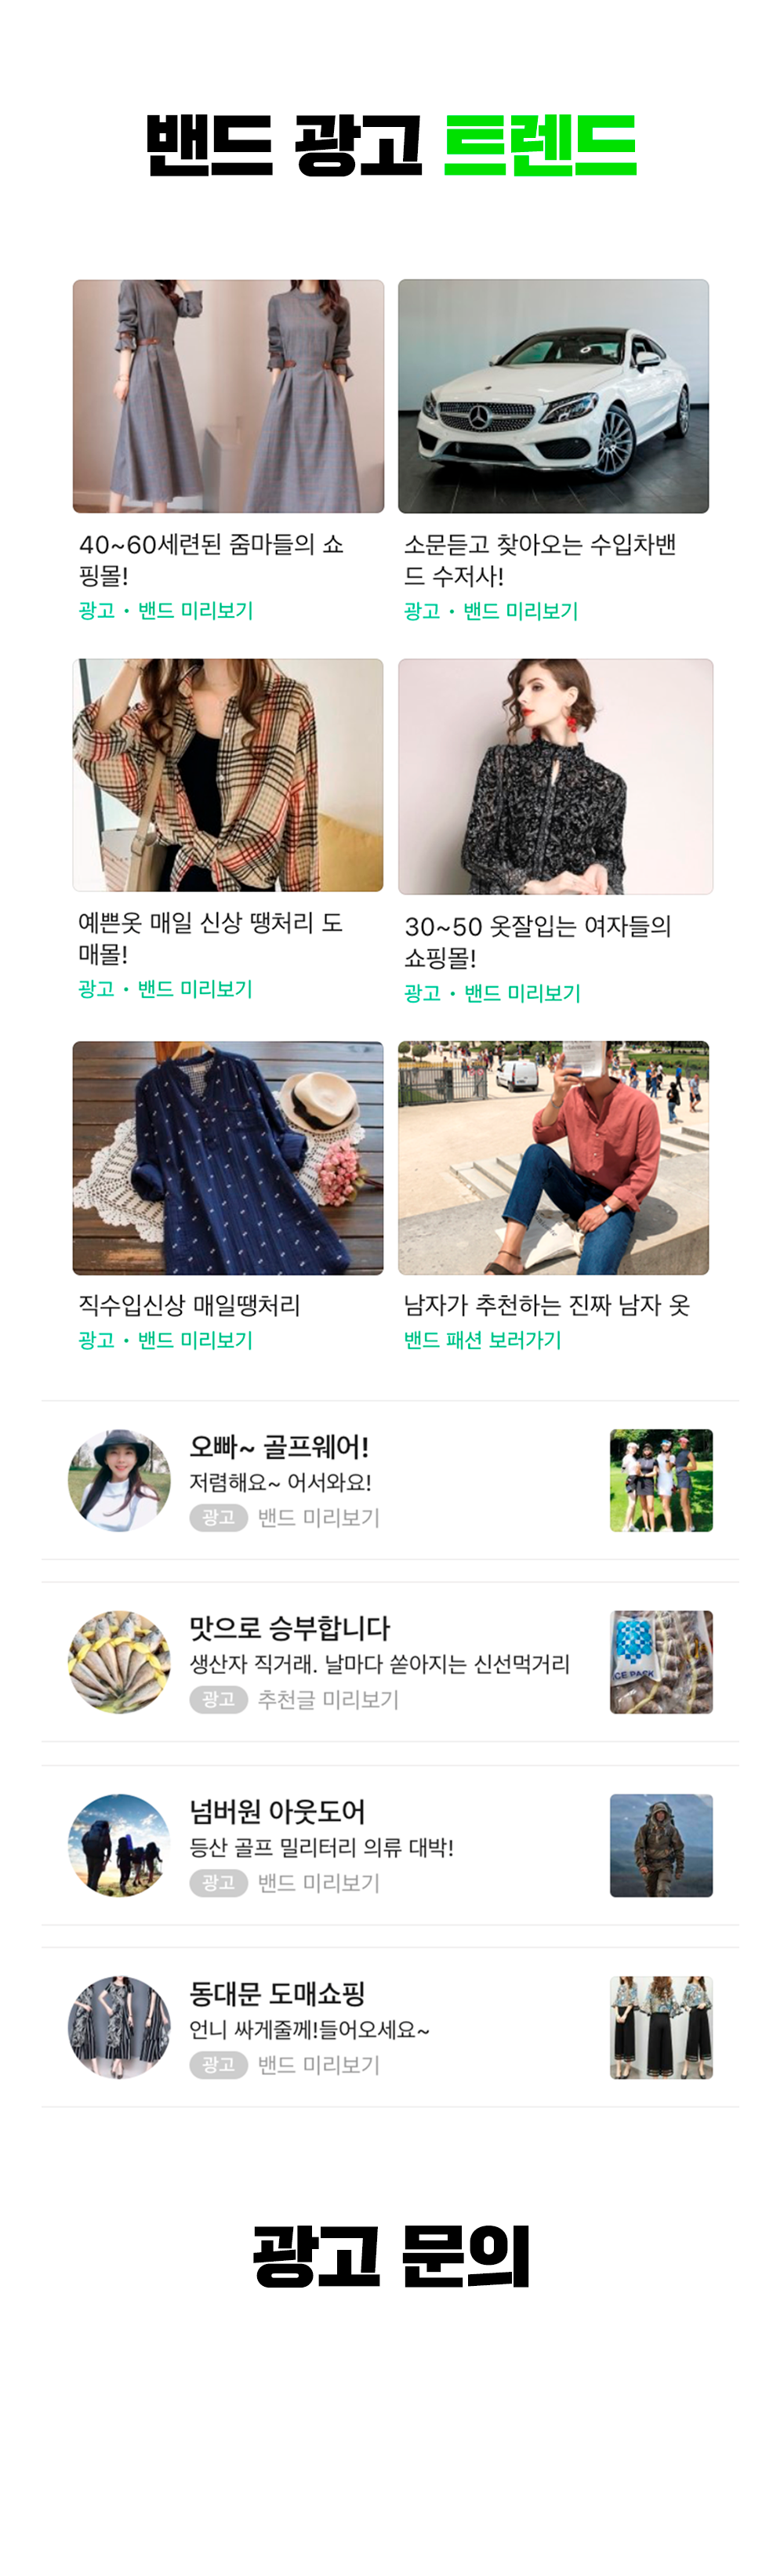 밴드 광고 트렌드
40~60세련된 줌마들의 쇼
핑몰!
광고 · 밴드 미리보기
소문듣고 찾아오는 수입차밴
드 수저사!
광고 · 밴드 미리보기
예쁜옷 매일 신상 땡처리 도
매몰!
광고 · 밴드 미리보기
30~50 옷잘입는 여자들의
쇼핑몰!
광고 · 밴드 미리보기
직수입신상 매일땡처리
광고 · 밴드 미리보기
남자가 추천하는 진짜 남자 옷
밴드 패션 보러가기
오빠~ 골프웨어!
저렴해요~ 어서와요!
광고 밴드 미리보기
맛으로 승부합니다
생산자 직거래. 날마다 쏟아지는 신선먹거리
광고 추천글 미리보기
ICE PACK
넘버원 아웃도어
등산 골프 밀리터리 의류 대박!
광고 밴드 미리보기
동대문 도매쇼핑
언니 싸게줄께!들어오세요~
광고 밴드 미리보기
광고 문의